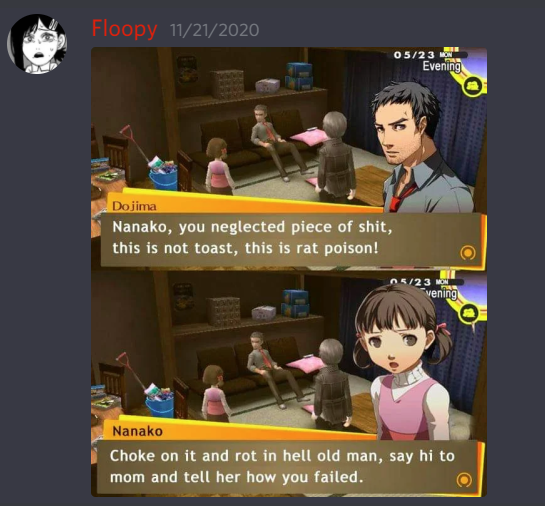 Floopy 11/21/2020
05/23 MON
Evening
Dojima
Nanako, you neglected piece of shit,
this is not toast, this is rat poison!
05/23 MON
Evening
Nanako
Choke on it and rot in hell old man, say hi to
mom and tell her how you failed.